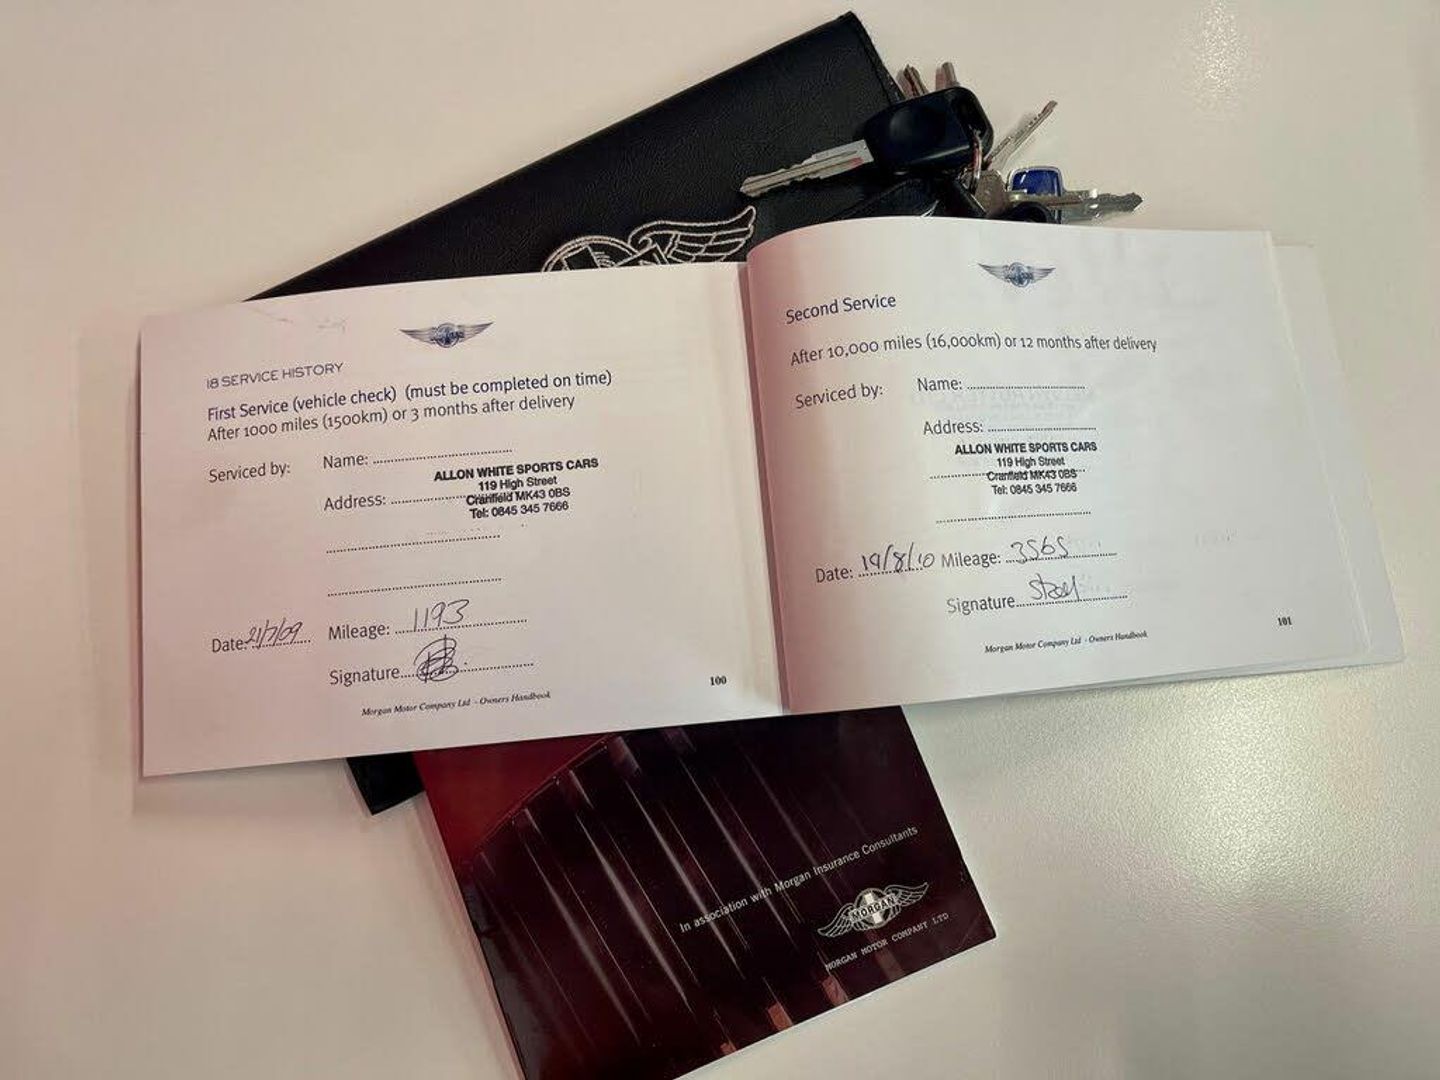 18 SERVICE HISTORY
First Service (vehicle check) (must be completed on time)
After 1000 miles (1500km) or 3 months after delivery
Serviced by: Name:
ALLON WHITE SPORTS CARS
119 High Street
Address: Cranfield MK43 0BS
Tel: 0845 345 7666
Date: 21/7/09 Mileage: 1193
Signature
Morgan Motor Company Ltd - Owners Handbook
100
Second Service
After 10,000 miles (16,000km) or 12 months after delivery
Serviced by: Name:
Address:
ALLON WHITE SPORTS CARS
119 High Street
Cranfield MK43 0BS
Tel: 0845 345 7666
Date: 19/8/10 Mileage: 3565
Signature
Morgan Motor Company Ltd - Owners Handbook
101
In association with Morgan Insurance Consultants
MORGAN
MORGAN MOTOR COMPANY LTD